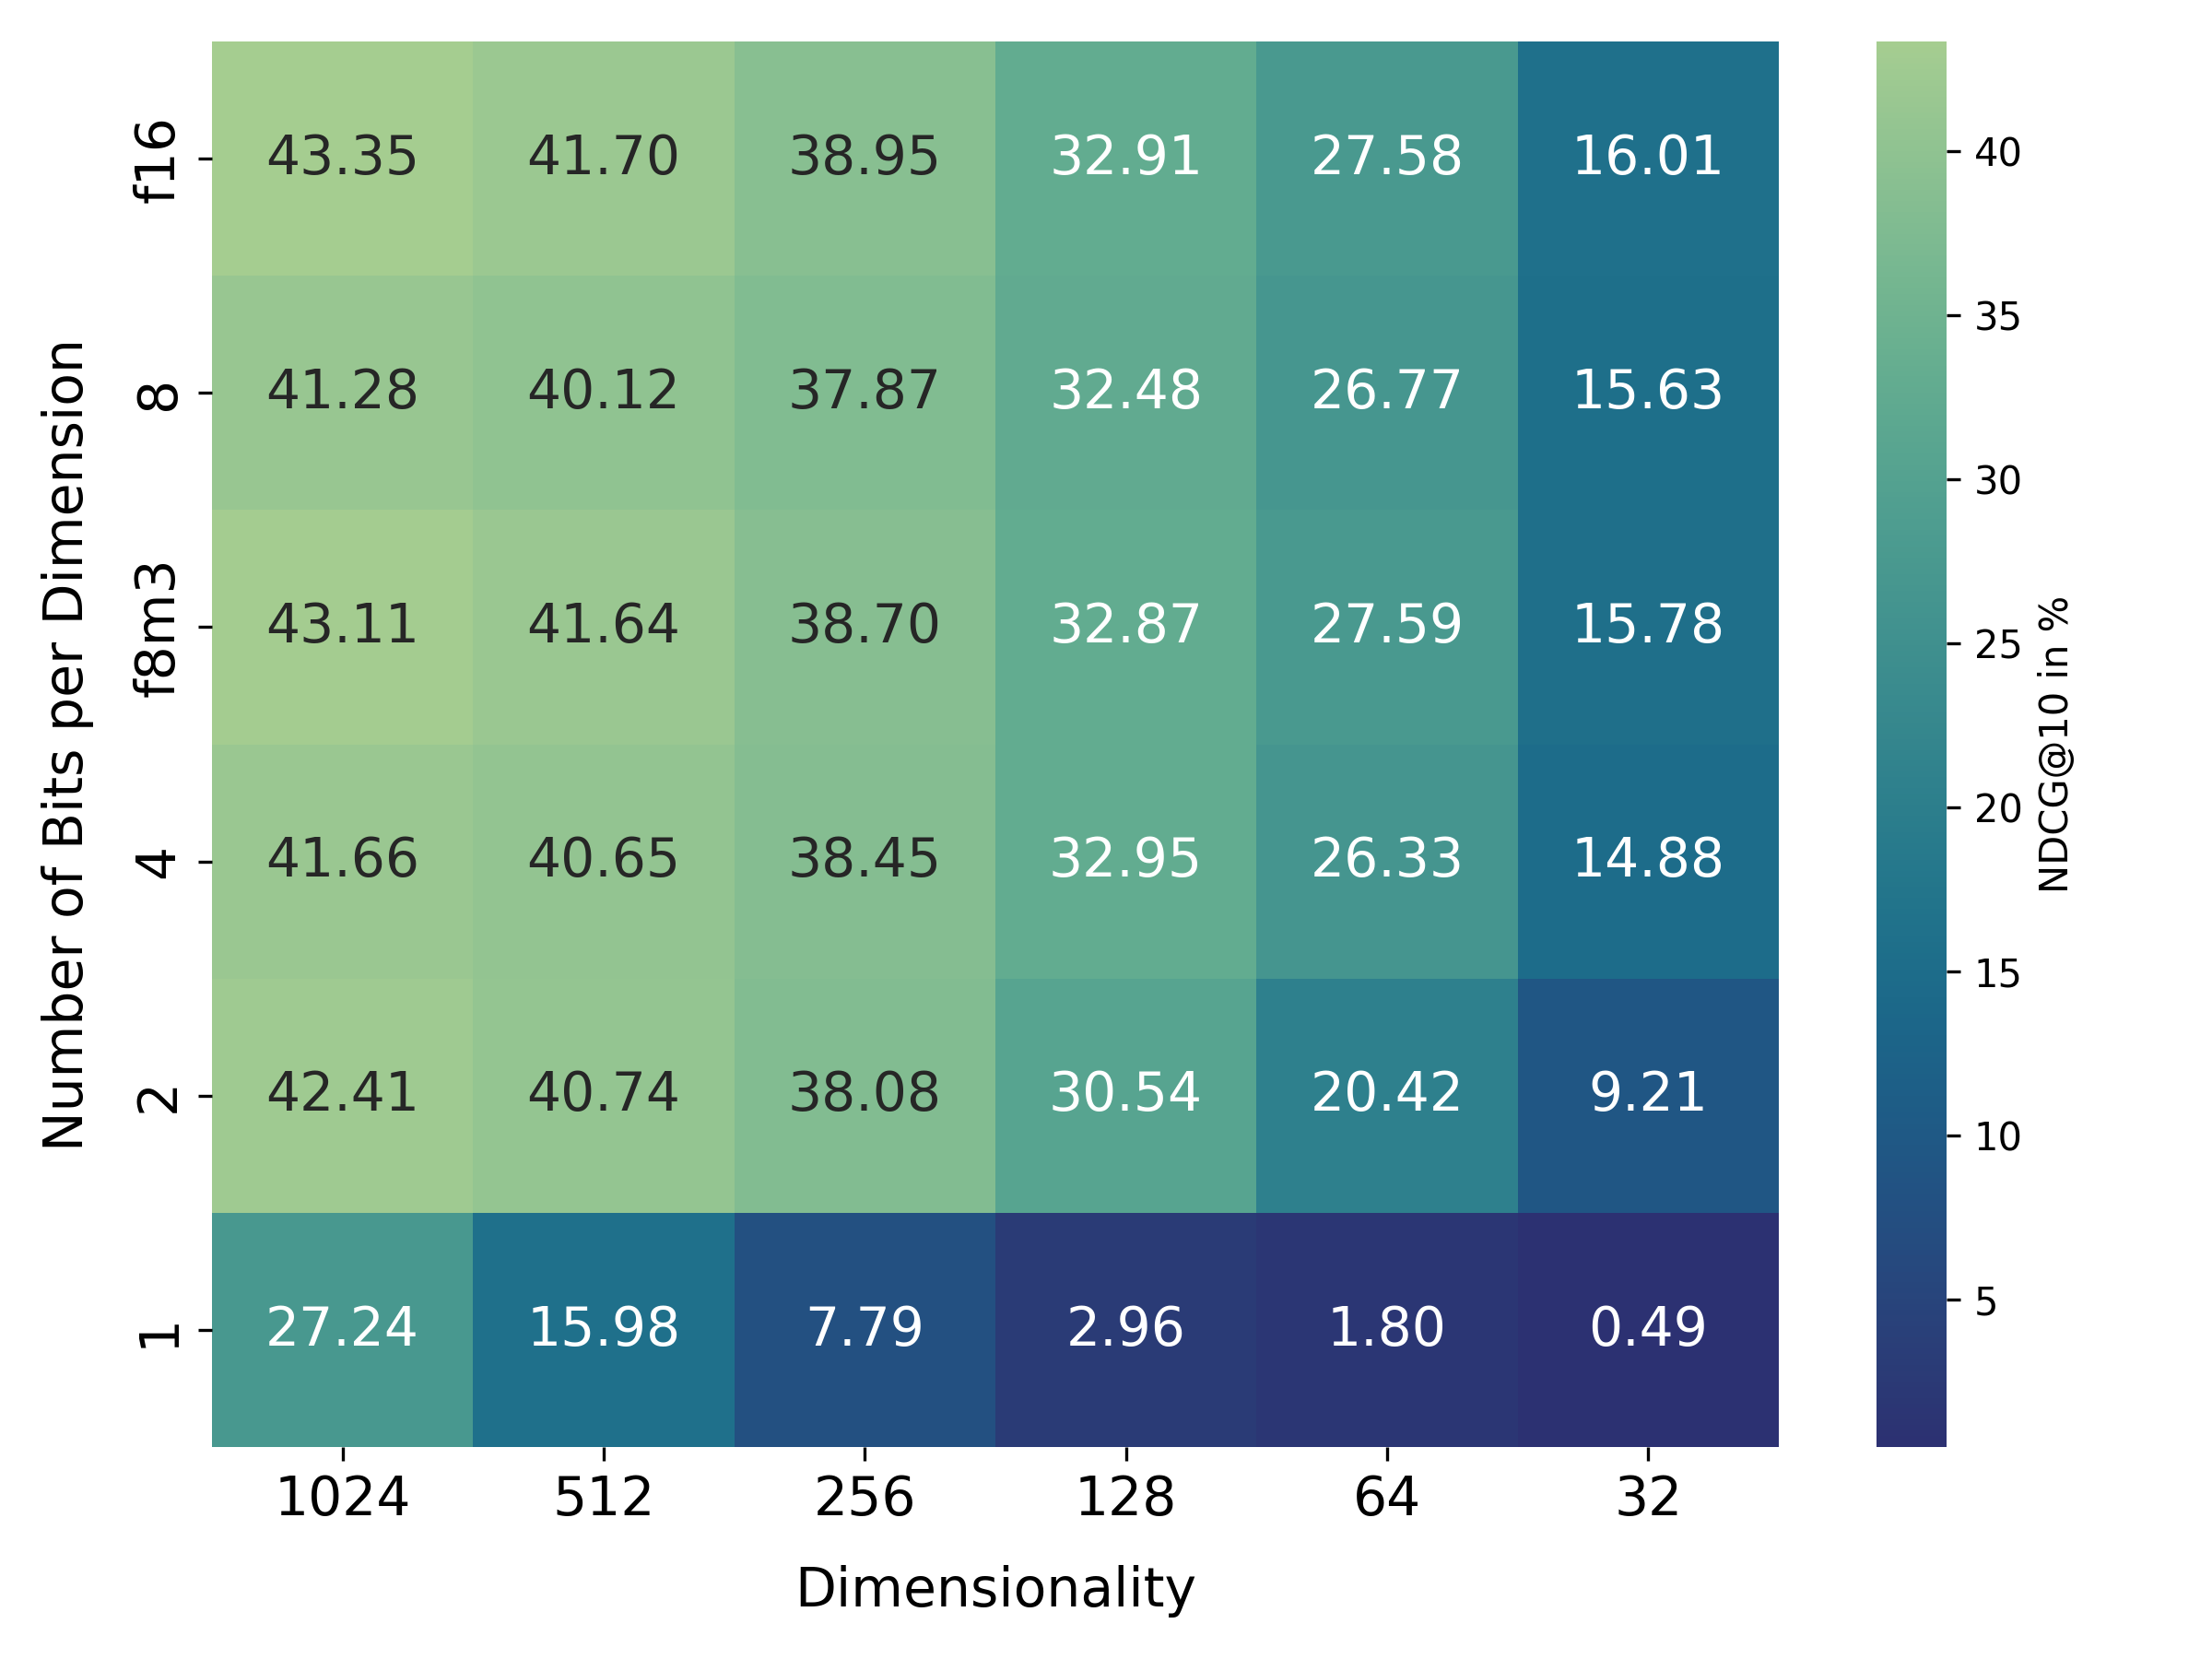 Number of Bits per Dimension
f16 43.35 41.70 38.95 32.91 27.58 16.01
8 41.28 40.12 37.87 32.48 26.77 15.63
f8m3 43.11 41.64 38.70 32.87 27.59 15.78
4 41.66 40.65 38.45 32.95 26.33 14.88
2 42.41 40.74 38.08 30.54 20.42 9.21
1 27.24 15.98 7.79 2.96 1.80 0.49
1024 512 256 128 64 32
Dimensionality
40
35
30
25
20
15
10
5
NDCG@10 in %